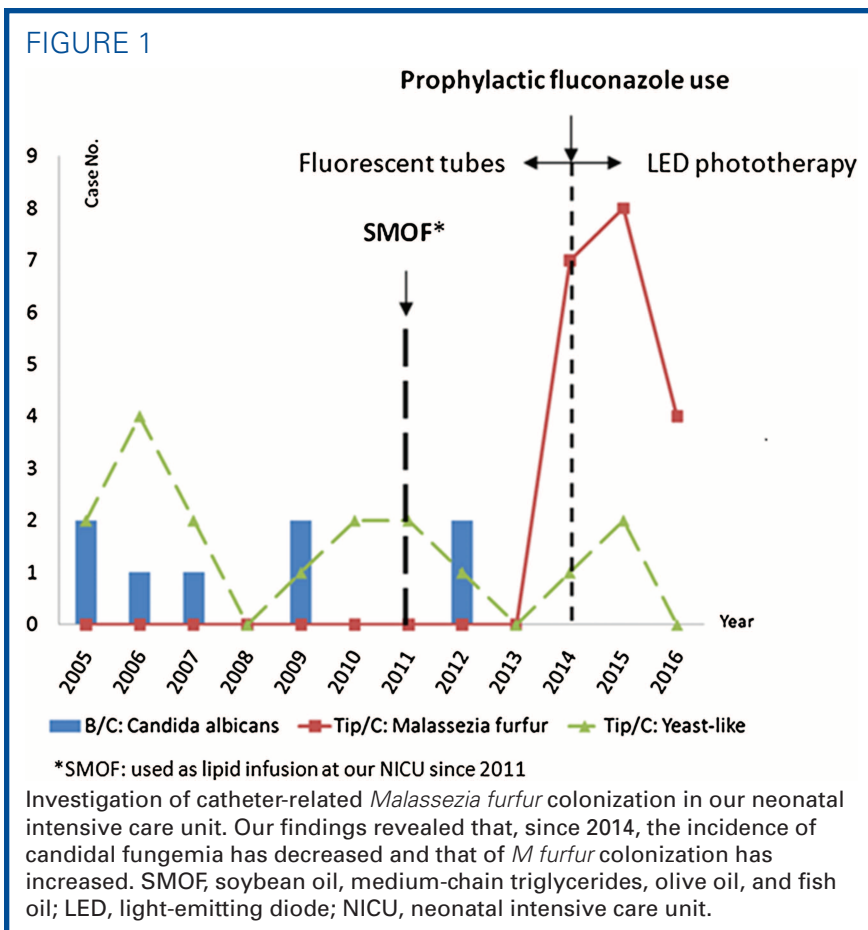 FIGURE 1
Prophylactic fluconazole use
Fluorescent tubes LED phototherapy
SMOF*
Case No.
9
8
7
6
5
4
3
2
1
0
Year
2005 2006 2007 2008 2009 2010 2011 2012 2013 2014 2015 2016
B/C: Candida albicans Tip/C: Malassezia furfur Tip/C: Yeast-like
*SMOF: used as lipid infusion at our NICU since 2011
Investigation of catheter-related Malassezia furfur colonization in our neonatal
intensive care unit. Our findings revealed that, since 2014, the incidence of
candidal fungemia has decreased and that of M furfur colonization has
increased. SMOF, soybean oil, medium-chain triglycerides, olive oil, and fish
oil; LED, light-emitting diode; NICU, neonatal intensive care unit.